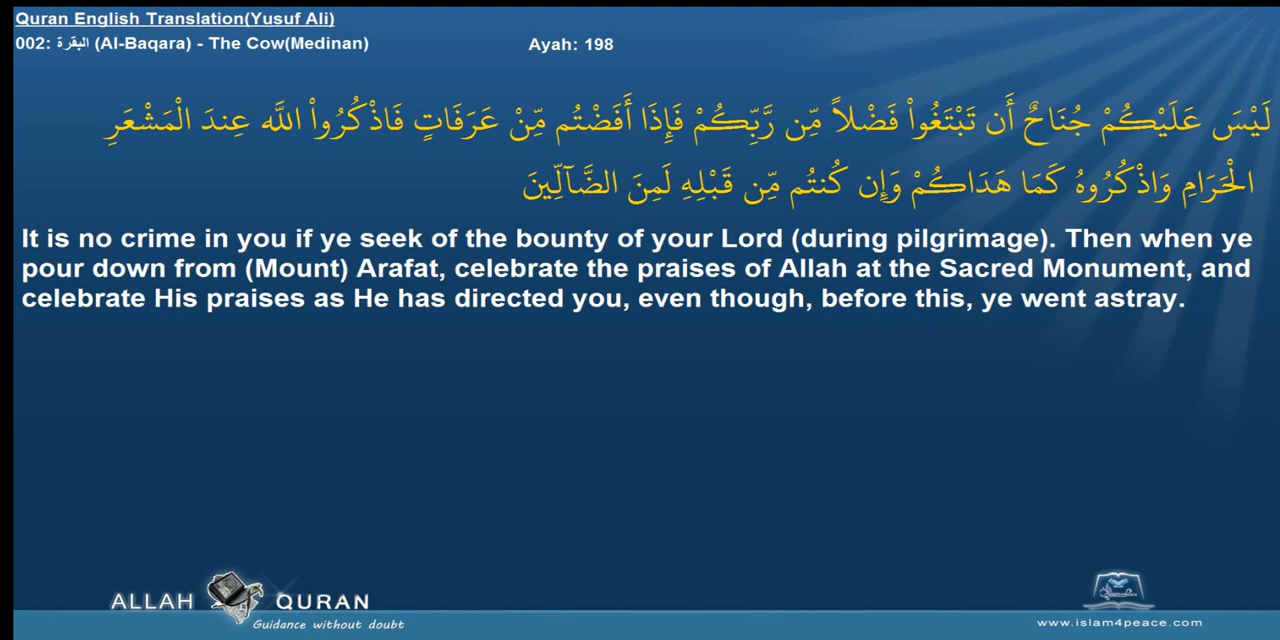 Quran English Translation(Yusuf Ali)
002: البقرة (Al-Baqara) - The Cow(Medinan)
Ayah: 198
لَيْسَ عَلَيْكُمْ جُنَاحٌ أَن تَبْتَغُواْ فَضْلاً مِّن رَّبِّكُمْ فَإِذَا أَفَضْتُم مِّنْ عَرَفَاتٍ فَاذْكُرُواْ اللّهَ عِندَ الْمَشْعَرِ
الْحَرَامِ وَاذْكُرُوهُ كَمَا هَدَاكُمْ وَإِن كُنتُم مِّن قَبْلِهِ لَمِنَ الضَّآلِّينَ
It is no crime in you if ye seek of the bounty of your Lord (during pilgrimage). Then when ye
pour down from (Mount) Arafat, celebrate the praises of Allah at the Sacred Monument, and
celebrate His praises as He has directed you, even though, before this, ye went astray.
ALLAH QURAN
Guidance without doubt
www.islam4peace.com